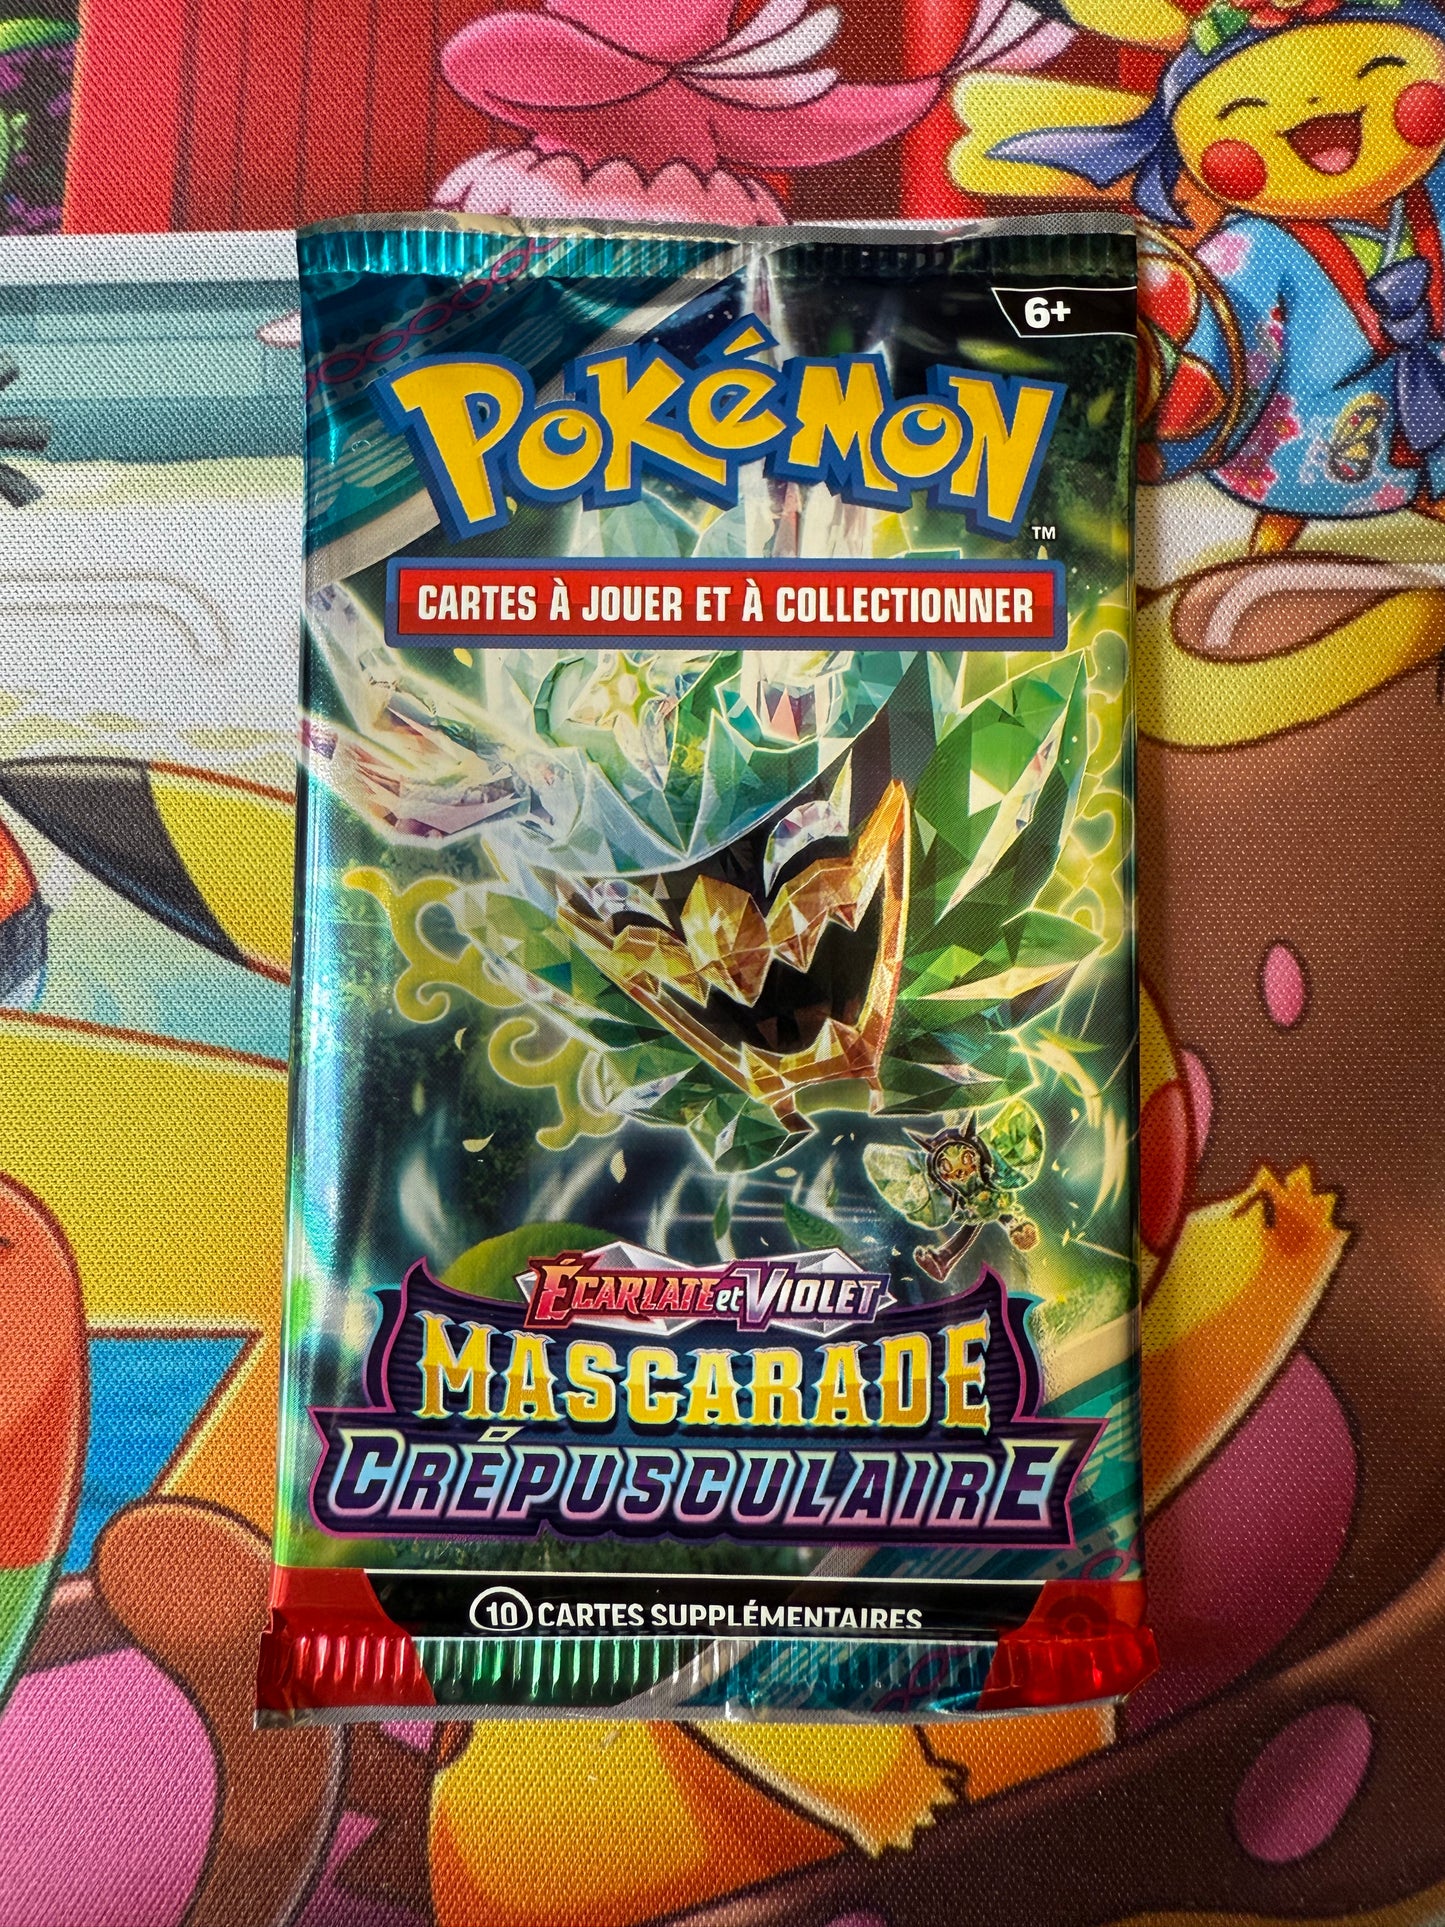 6+
POKÉMON
TM
CARTES À JOUER ET À COLLECTIONNER
ÉCARLATE et VIOLET
MASCARADE
CRÉPUSCULAIRE
10 CARTES SUPPLÉMENTAIRES